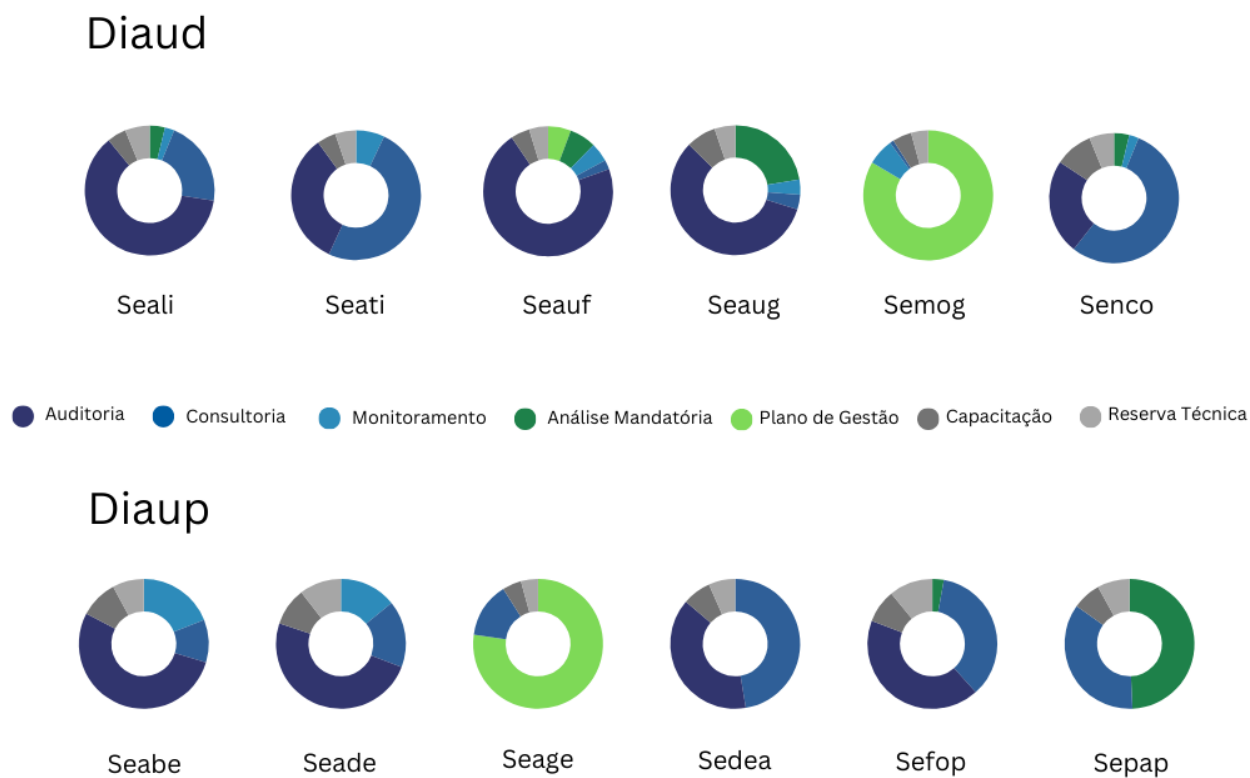 Diaud
Seali Seati Seauf Seaug Semog Senco
Auditoria Consultoria Monitoramento Análise Mandatória Plano de Gestão Capacitação Reserva Técnica
Diaup
Seabe Seade Seage Sedea Sefop Sepap